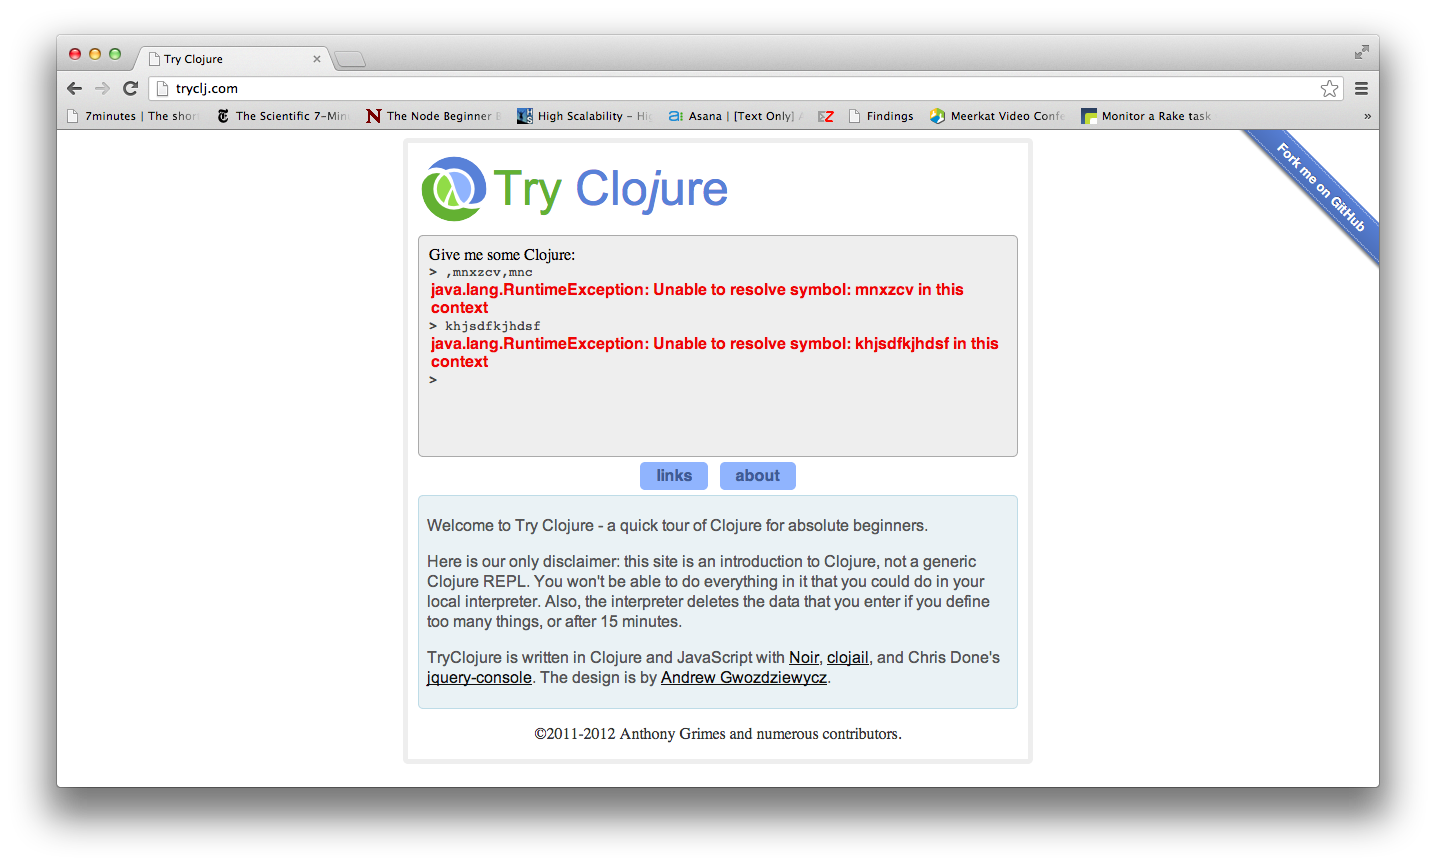 Try Clojure
tryclj.com
7minutes | The shor
The Scientific 7-Min
The Node Beginner
High Scalability – Hig
Asana | [Text Only]
EZ
Findings
Meerkat Video Confe
Monitor a Rake task
»
Fork me on GitHub
Try Clojure
Give me some Clojure:
> ,mnxzcv,mnc
java.lang.RuntimeException: Unable to resolve symbol: mnxzcv in this
context
> khjsdfkjhdsf
java.lang.RuntimeException: Unable to resolve symbol: khjsdfkjhdsf in this
context
>
links
about
Welcome to Try Clojure - a quick tour of Clojure for absolute beginners.
Here is our only disclaimer: this site is an introduction to Clojure, not a generic
Clojure REPL. You won't be able to do everything in it that you could do in your
local interpreter. Also, the interpreter deletes the data that you enter if you define
too many things, or after 15 minutes.
TryClojure is written in Clojure and JavaScript with Noir, clojail, and Chris Done's
jquery-console. The design is by Andrew Gwozdziewycz.
©2011-2012 Anthony Grimes and numerous contributors.